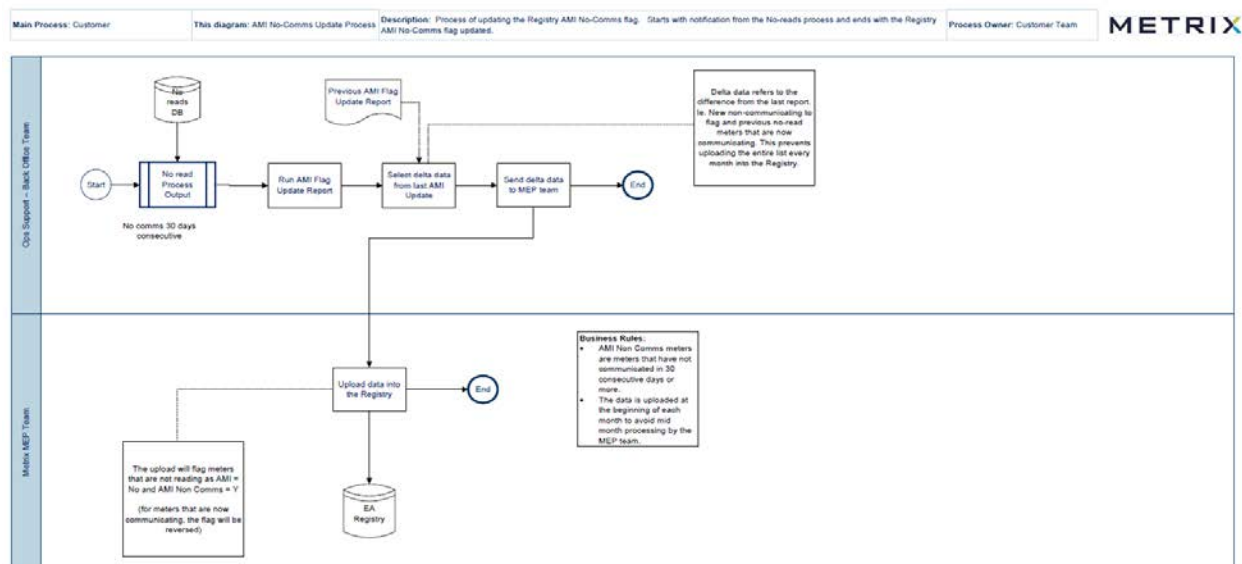 Main Process: Customer
This diagram: AMI No-Comms Update Process
Description: Process of updating the Registry AMI No-Comms flag. Starts with notification from the No-reads process and ends with the Registry
AMI No-Comms flag updated.
Process Owner: Customer Team
METRIX
Ops Support – Back Office Team
No
reads
DB
Previous AMI Flag
Update Report
Delta data refers to the
difference from the last report.
Ie. New non-communicating to
flag and previous no-read
meters that are now
communicating. This prevents
uploading the entire list every
month into the Registry.
Start
No read
Process
Output
Run AMI Flag
Update Report
Select delta data
from last AMI
Update
Send delta data
to MEP team
End
No comms 30 days
consecutive
Metrix MEP Team
Upload data into
the Registry
End
Business Rules:
• AMI Non Comms meters
are meters that have not
communicated in 30
consecutive days or
more.
• The data is uploaded at
the beginning of each
month to avoid mid
month processing by the
MEP team.
The upload will flag meters
that are not reading as AMI =
No and AMI Non Comms = Y
(for meters that are now
communicating, the flag will be
reversed)
EA
Registry